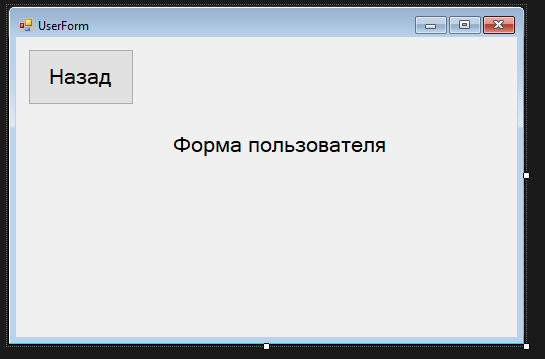 UserForm
Назад
Форма пользователя